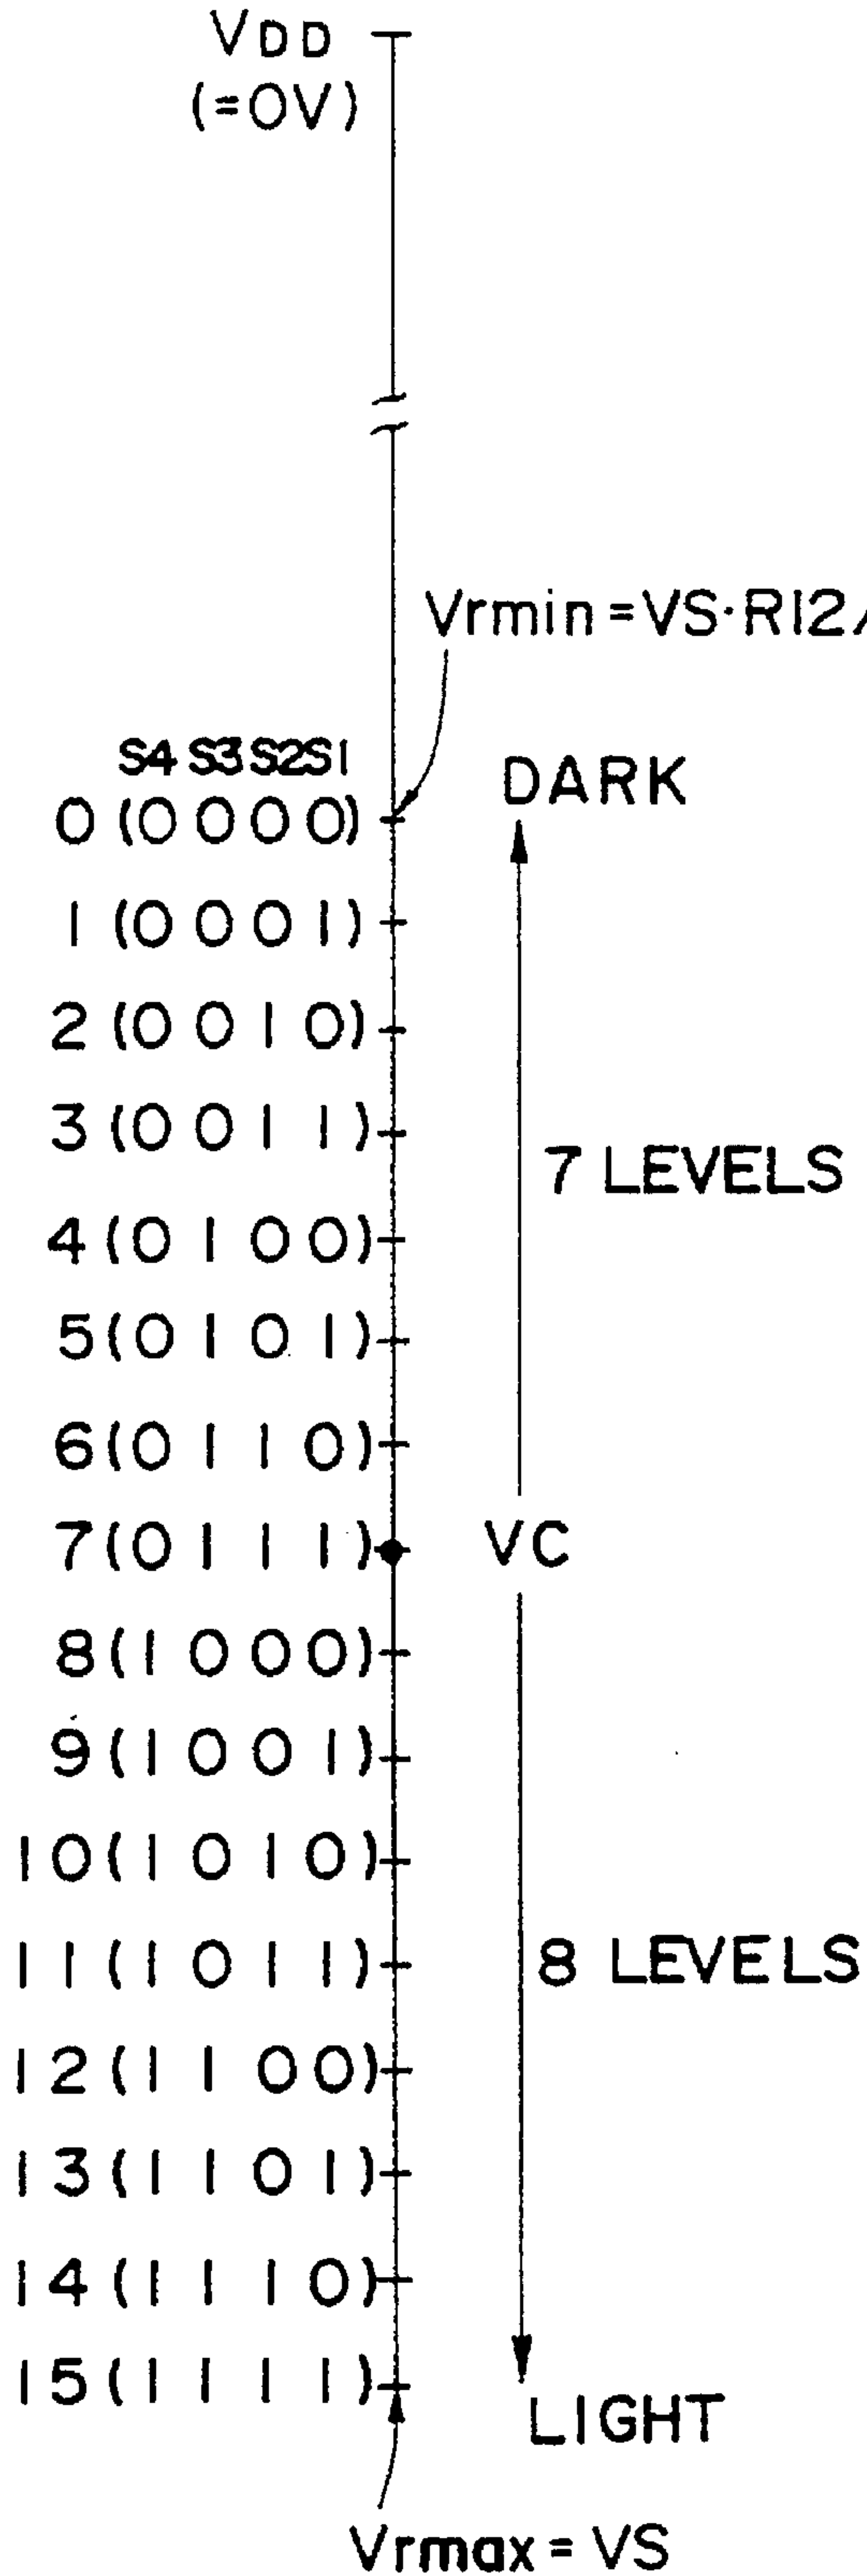 VDD
(=0V)
Vrmin=VS·R12/
S4 S3 S2 S1
DARK
0 (0 0 0 0)
1 (0 0 0 1)
2 (0 0 1 0)
3 (0 0 1 1)
7 LEVELS
4 (0 1 0 0)
5 (0 1 0 1)
6 (0 1 1 0)
7 (0 1 1 1)
VC
8 (1 0 0 0)
9 (1 0 0 1)
10 (1 0 1 0)
11 (1 0 1 1)
8 LEVELS
12 (1 1 0 0)
13 (1 1 0 1)
14 (1 1 1 0)
15 (1 1 1 1)
LIGHT
Vrmax=VS